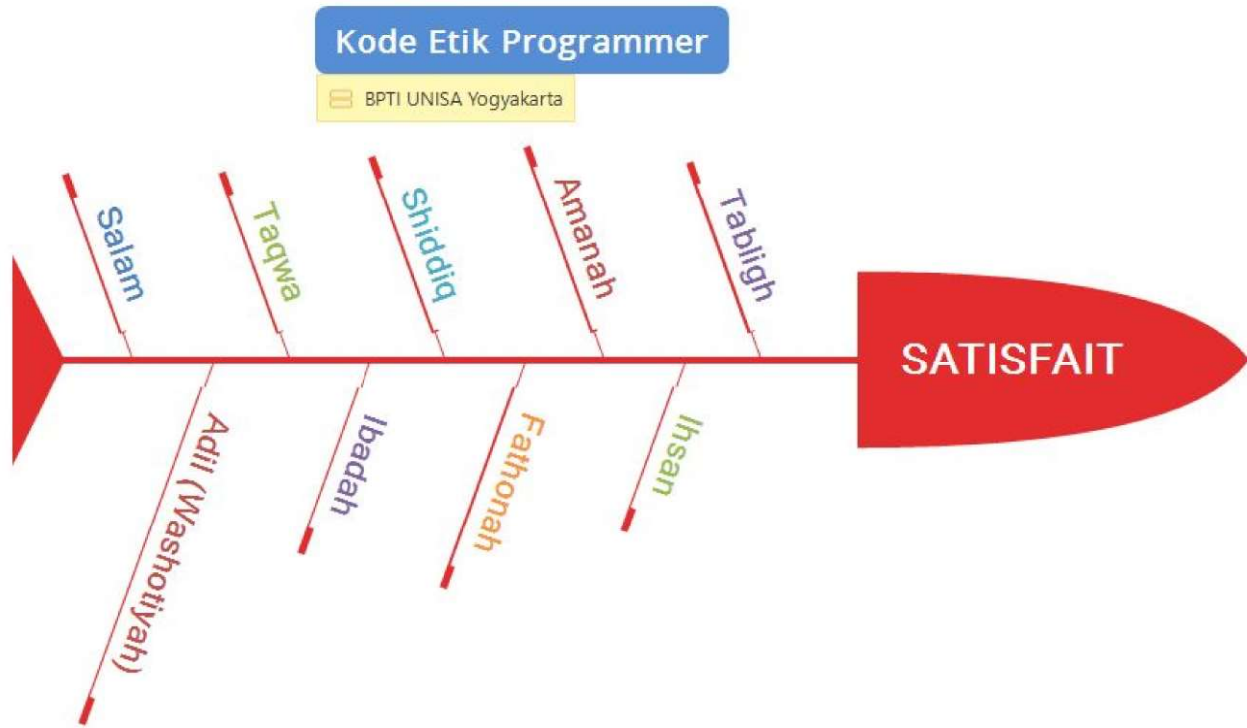 Kode Etik Programmer
BPTI UNISA Yogyakarta
Salam
Taqwa
Shiddiq
Amanah
Tabligh
SATISFAIT
Adil (Washotiyah)
Ibadah
Fathonah
Ihsan